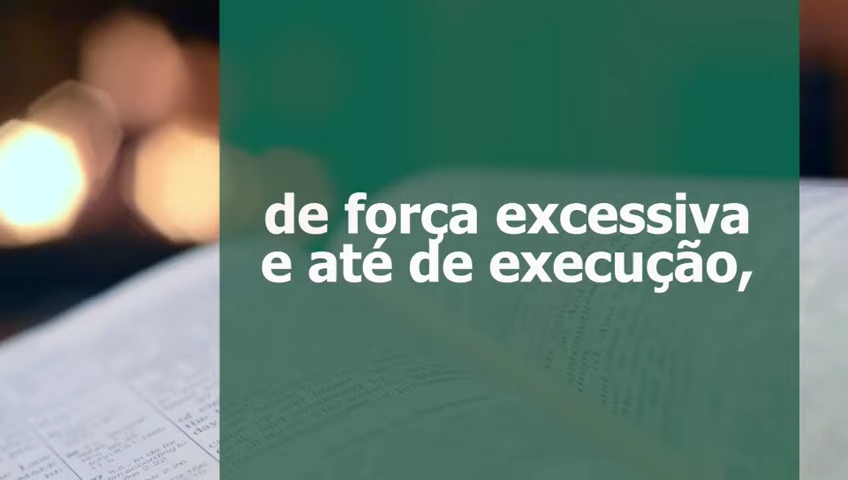 de força excessiva
e até de execução,